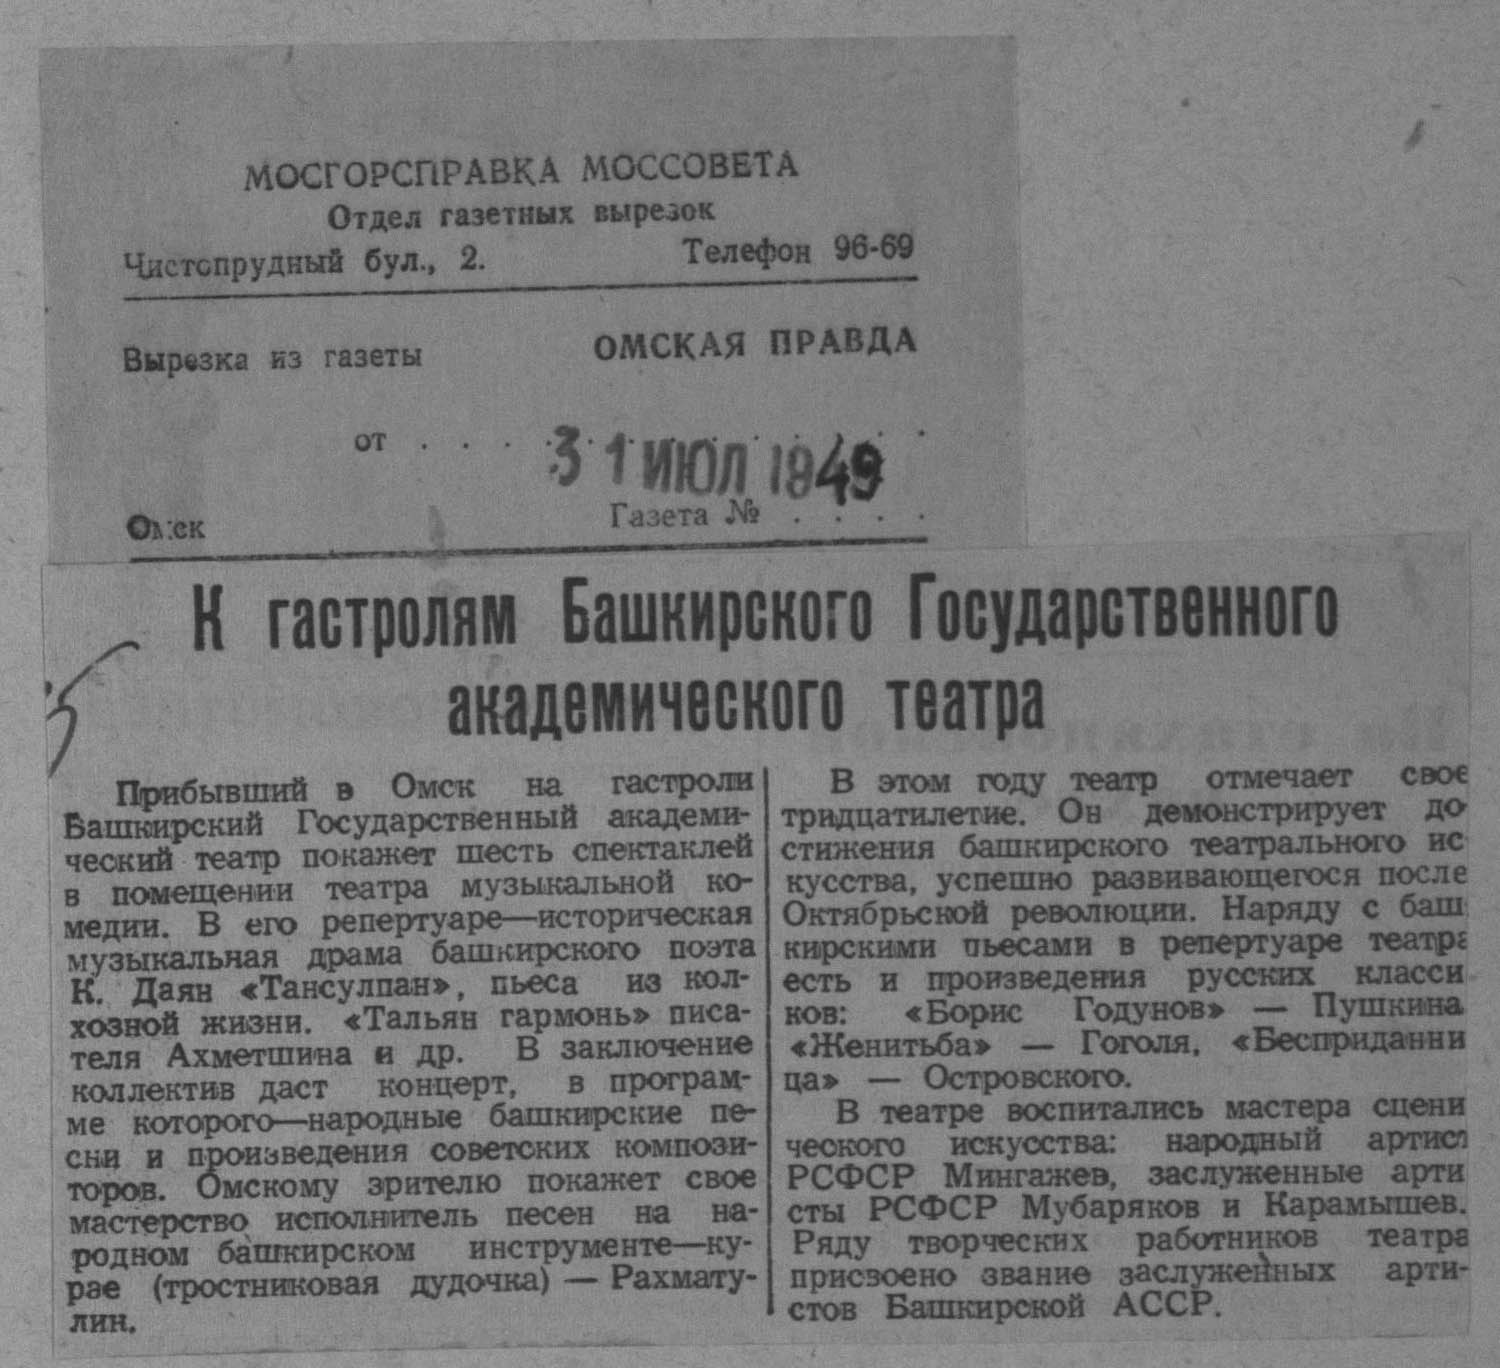 МОСГОРСПРАВКА МОССОВЕТА
Отдел газетных вырезок
Чистопрудный бул., 2. Телефон 96-69
Вырезка из газеты ОМСКАЯ ПРАВДА
от . . . . 31 ИЮЛ 1949
Омск Газета № . . . .
К гастролям Башкирского Государственного
академического театра
5
Прибывший в Омск на гастроли
Башкирский Государственный академи-
ческий театр покажет шесть спектаклей
в помещении театра музыкальной ко-
медии. В его репертуаре—историческая
музыкальная драма башкирского поэта
К. Даян «Тансулпан», пьеса из кол-
хозной жизни. «Тальян гармонь» писа-
теля Ахметшина и др. В заключение
коллектив даст концерт, в програм-
ме которого—народные башкирские пе-
сни и произведения советских компози-
торов. Омскому зрителю покажет свое
мастерство исполнитель песен на на-
родном башкирском инструменте—ку-
рае (тростниковая дудочка) — Рахмату-
лин.
В этом году театр отмечает свое
тридцатилетие. Он демонстрирует до-
стижения башкирского театрального ис-
кусства, успешно развивающегося после
Октябрьской революции. Наряду с баш
кирскими пьесами в репертуаре театра
есть и произведения русских класси
ков: «Борис Годунов» — Пушкина
«Женитьба» — Гоголя, «Бесприданни
ца» — Островского.
В театре воспитались мастера сцени
ческого искусства: народный артист
РСФСР Мингажев, заслуженные арти
сты РСФСР Мубаряков и Карамышев.
Ряду творческих работников театра
присвоено звание заслуженных арти-
стов Башкирской АССР.